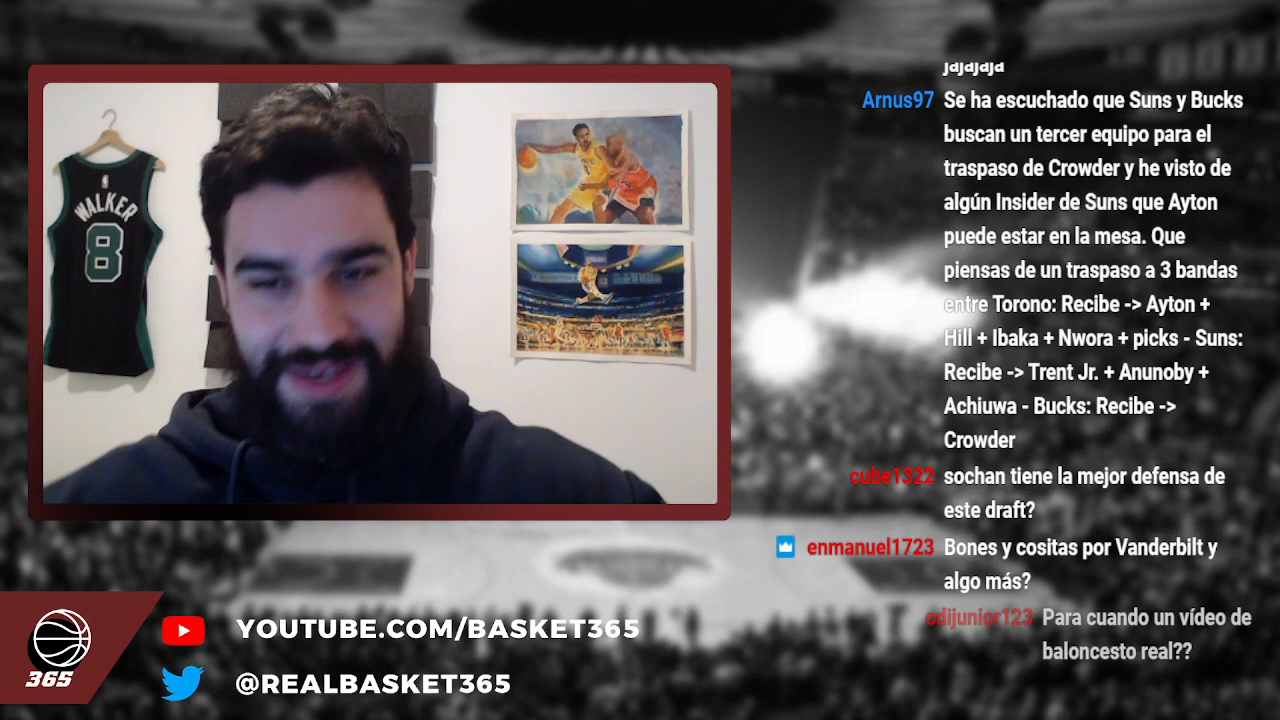 WALKER
8
jajajaja
Arnus97 Se ha escuchado que Suns y Bucks
buscan un tercer equipo para el
traspaso de Crowder y he visto de
algún Insider de Suns que Ayton
puede estar en la mesa. Que
piensas de un traspaso a 3 bandas
entre Torono: Recibe -> Ayton +
Hill + Ibaka + Nwora + picks - Suns:
Recibe -> Trent Jr. + Anunoby +
Achiuwa - Bucks: Recibe ->
Crowder
cube1322 sochan tiene la mejor defensa de
este draft?
enmanuel1723 Bones y cositas por Vanderbilt y
algo más?
odijunior123 Para cuando un vídeo de
baloncesto real??
365
YOUTUBE.COM/BASKET365
@REALBASKET365